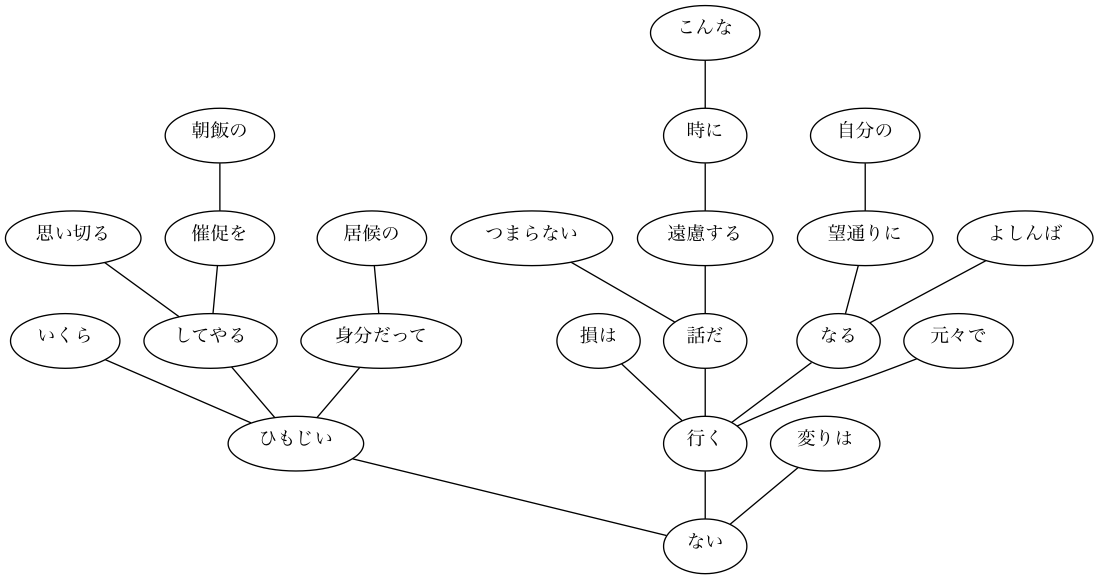 こんな
朝飯の
時に
自分の
思い切る
催促を
居候の
つまらない
遠慮する
望通りに
よしんば
いくら
してやる
身分だって
損は
話だ
なる
元々で
ひもじい
行く
変りは
ない